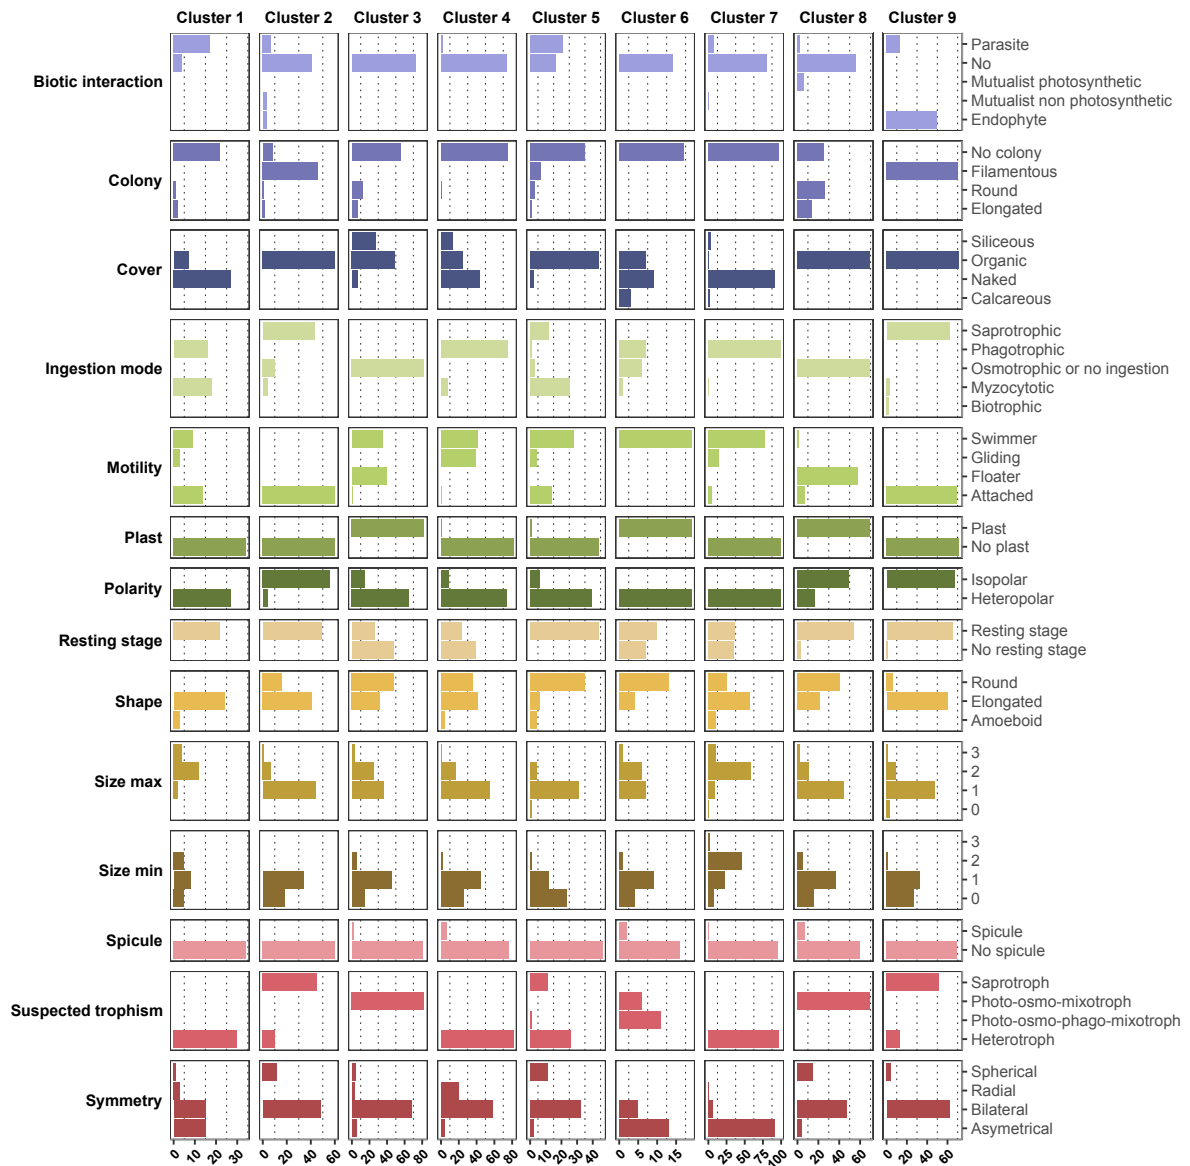 Cluster 1 Cluster 2 Cluster 3 Cluster 4 Cluster 5 Cluster 6 Cluster 7 Cluster 8 Cluster 9
Biotic interaction
Parasite
No
Mutualist photosynthetic
Mutualist non photosynthetic
Endophyte
Colony
No colony
Filamentous
Round
Elongated
Cover
Siliceous
Organic
Naked
Calcareous
Ingestion mode
Saprotrophic
Phagotrophic
Osmotrophic or no ingestion
Myzocytotic
Biotrophic
Motility
Swimmer
Gliding
Floater
Attached
Plast
Plast
No plast
Polarity
Isopolar
Heteropolar
Resting stage
Resting stage
No resting stage
Shape
Round
Elongated
Amoeboid
Size max
3
2
1
0
Size min
3
2
1
0
Spicule
Spicule
No spicule
Suspected trophism
Saprotroph
Photo-osmo-mixotroph
Photo-osmo-phago-mixotroph
Heterotroph
Symmetry
Spherical
Radial
Bilateral
Asymetrical
0 10 20 30 0 20 40 60 0 20 40 60 80 0 20 40 60 80 0 10 20 30 40 0 5 10 15 0 25 50 75 100 0 20 40 60 0 20 40 60